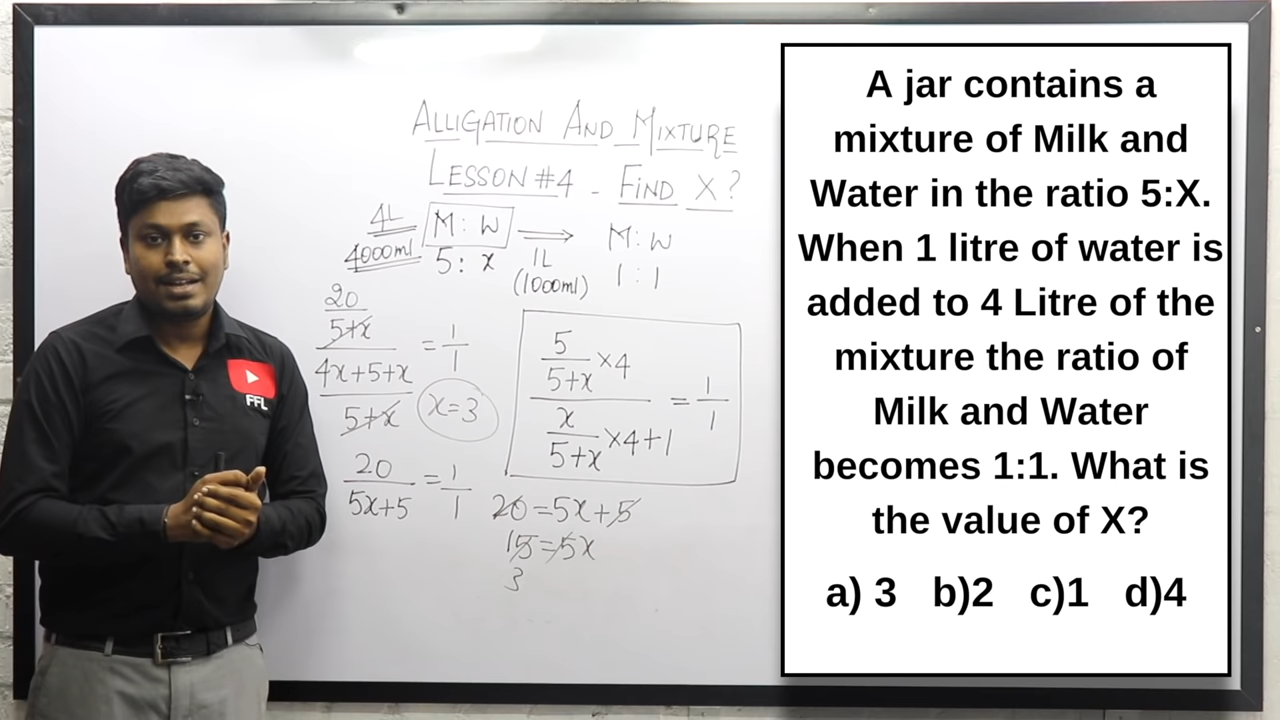 ALLIGATION AND MIXTURE
LESSON #4 - FIND X?
4L
4000ml
M : W
5 : x
1L
(1000ml)
M : W
1 : 1
20
5+x
4x+5+x
5+x
= 1
1
x=3
20
5x+5
= 1
1
5
5+x
×4
x
5+x
×4+1
= 1
1
20=5x+5
15=5x
3
FFL
A jar contains a
mixture of Milk and
Water in the ratio 5:X.
When 1 litre of water is
added to 4 Litre of the
mixture the ratio of
Milk and Water
becomes 1:1. What is
the value of X?
a) 3 b)2 c)1 d)4